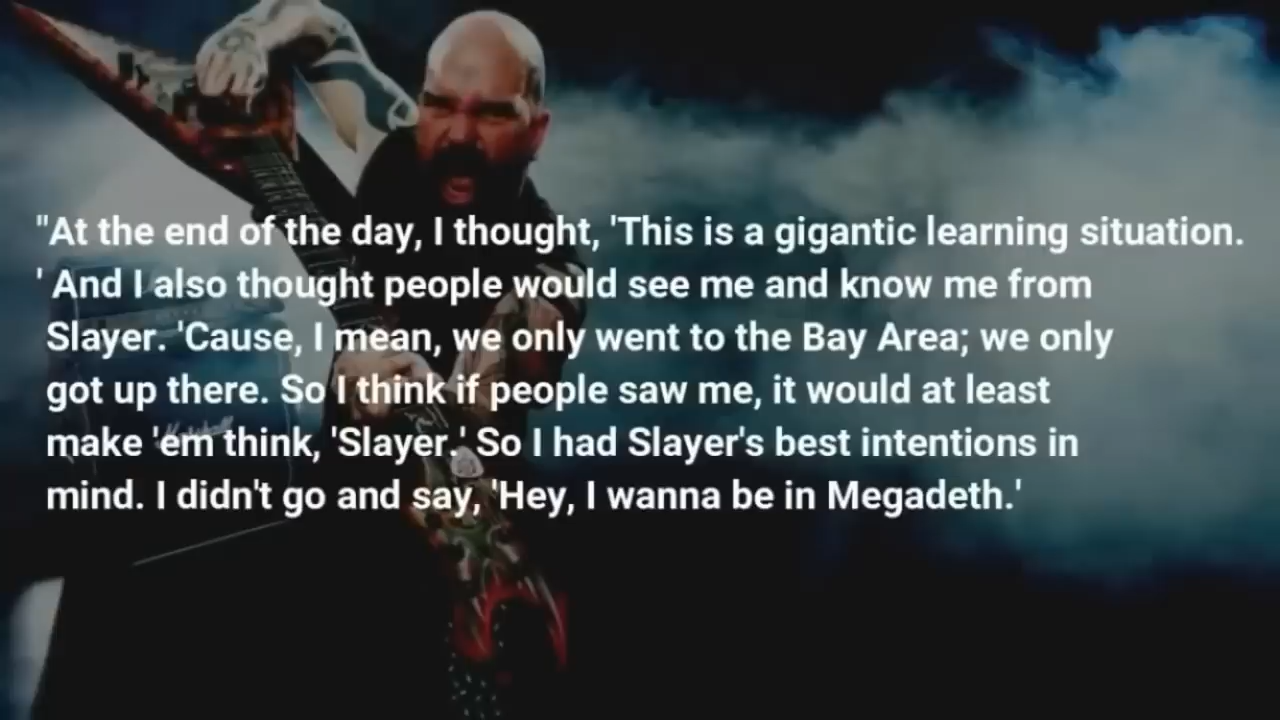 "At the end of the day, I thought, 'This is a gigantic learning situation.
' And I also thought people would see me and know me from
Slayer. 'Cause, I mean, we only went to the Bay Area; we only
got up there. So I think if people saw me, it would at least
make 'em think, 'Slayer.' So I had Slayer's best intentions in
mind. I didn't go and say, 'Hey, I wanna be in Megadeth.'
Marshall